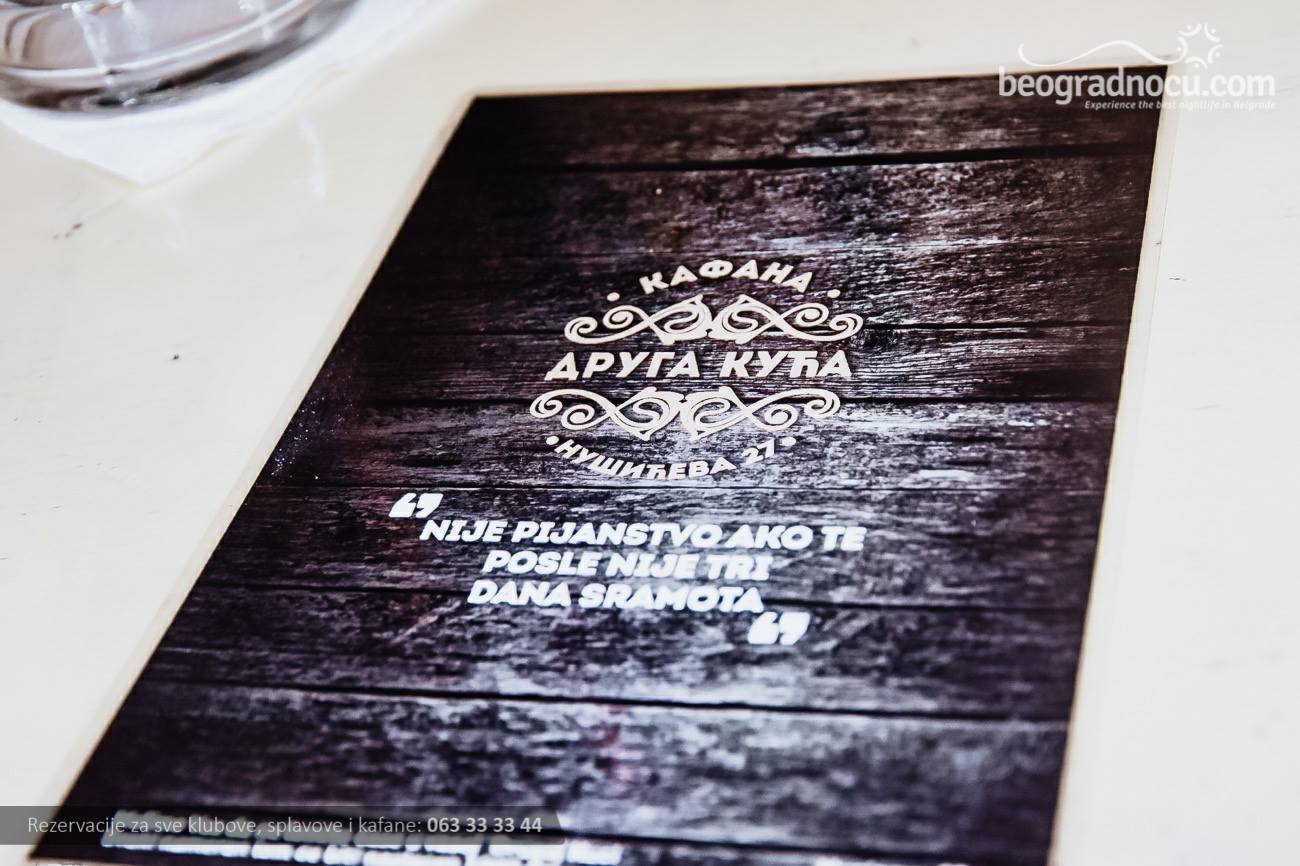 beogradnocu.com
Experience the best nightlife in Belgrade
• КАФАНА •
ДРУГА КУЋА
• НУШИЋЕВА 27 •
❝
NIJE PIJANSTVO AKO TE
POSLE NIJE TRI
DANA SRAMOTA
❞
Rezervacije za sve klubove, splavove i kafane: 063 33 33 44